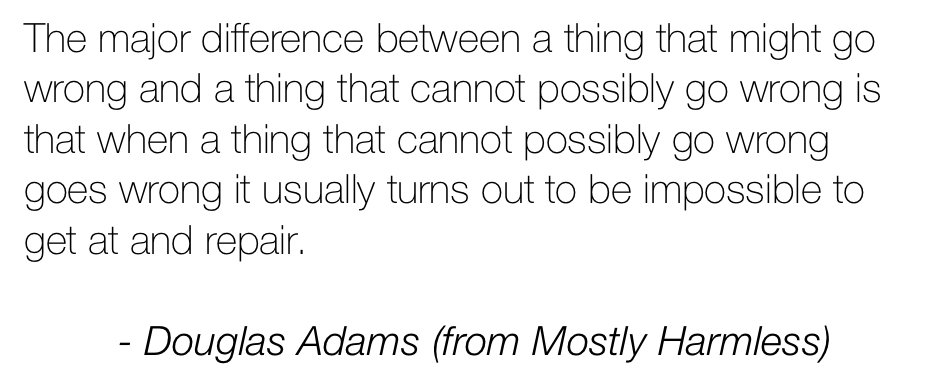 The major difference between a thing that might go
wrong and a thing that cannot possibly go wrong is
that when a thing that cannot possibly go wrong
goes wrong it usually turns out to be impossible to
get at and repair.
- Douglas Adams (from Mostly Harmless)